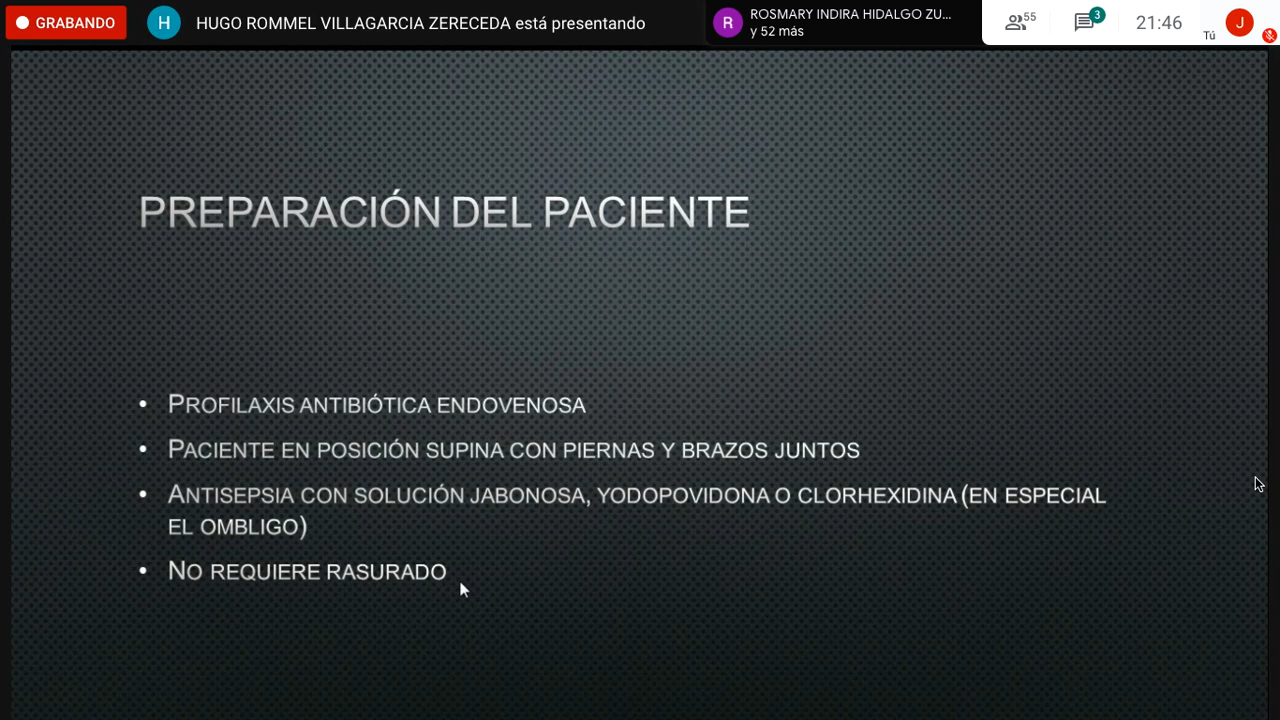 GRABANDO
H
HUGO ROMMEL VILLAGARCIA ZERECEDA está presentando
R
ROSMARY INDIRA HIDALGO ZU...
y 52 más
55
3
21:46
Tú
J
PREPARACIÓN DEL PACIENTE
• PROFILAXIS ANTIBIÓTICA ENDOVENOSA
• PACIENTE EN POSICIÓN SUPINA CON PIERNAS Y BRAZOS JUNTOS
• ANTISEPSIA CON SOLUCIÓN JABONOSA, YODOPOVIDONA O CLORHEXIDINA (EN ESPECIAL
EL OMBLIGO)
• NO REQUIERE RASURADO